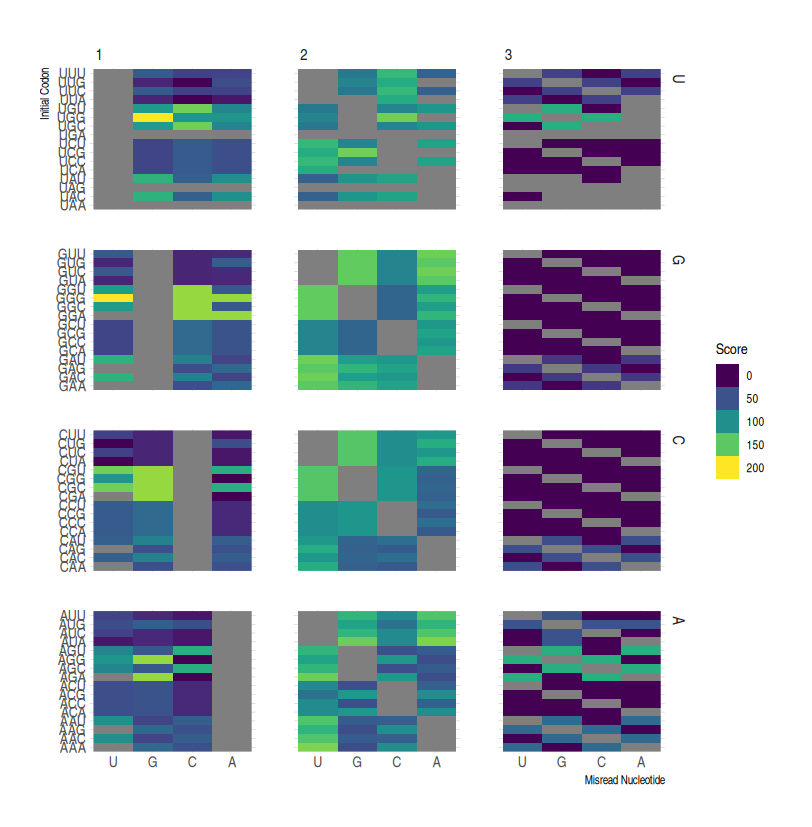 1 2 3
Initial Codon
UUU
UUG
UUC
UUA
UGU
UGG
UGC
UGA
UCU
UCG
UCC
UCA
UAU
UAG
UAC
UAA
U
GUU
GUG
GUC
GUA
GGU
GGG
GGC
GGA
GCU
GCG
GCC
GCA
GAU
GAG
GAC
GAA
G
Score
0
50
100
150
200
CUU
CUG
CUC
CUA
CGU
CGG
CGC
CGA
CCU
CCG
CCC
CCA
CAU
CAG
CAC
CAA
C
AUU
AUG
AUC
AUA
AGU
AGG
AGC
AGA
ACU
ACG
ACC
ACA
AAU
AAG
AAC
AAA
A
U G C A U G C A U G C A
Misread Nucleotide